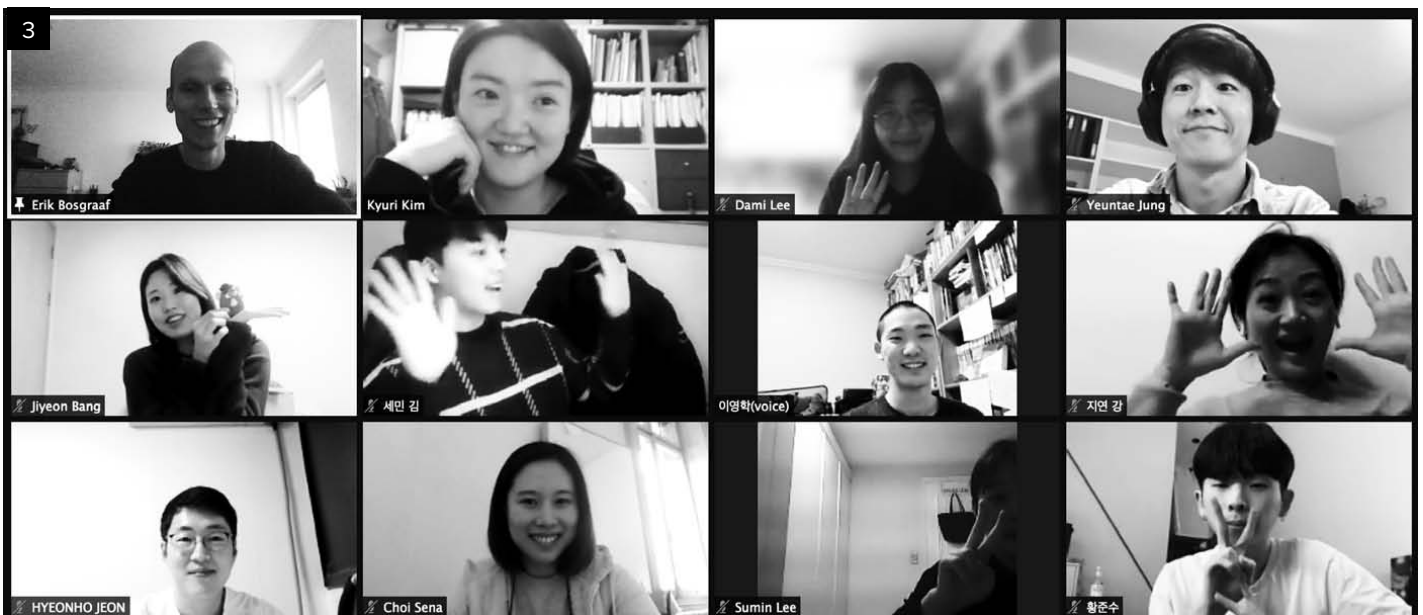 3
Erik Bosgraaf
Kyuri Kim
Dami Lee
Yeuntae Jung
Jiyeon Bang
세민 김
이영학(voice)
지연 강
HYEONHO JEON
Choi Sena
Sumin Lee
황준수